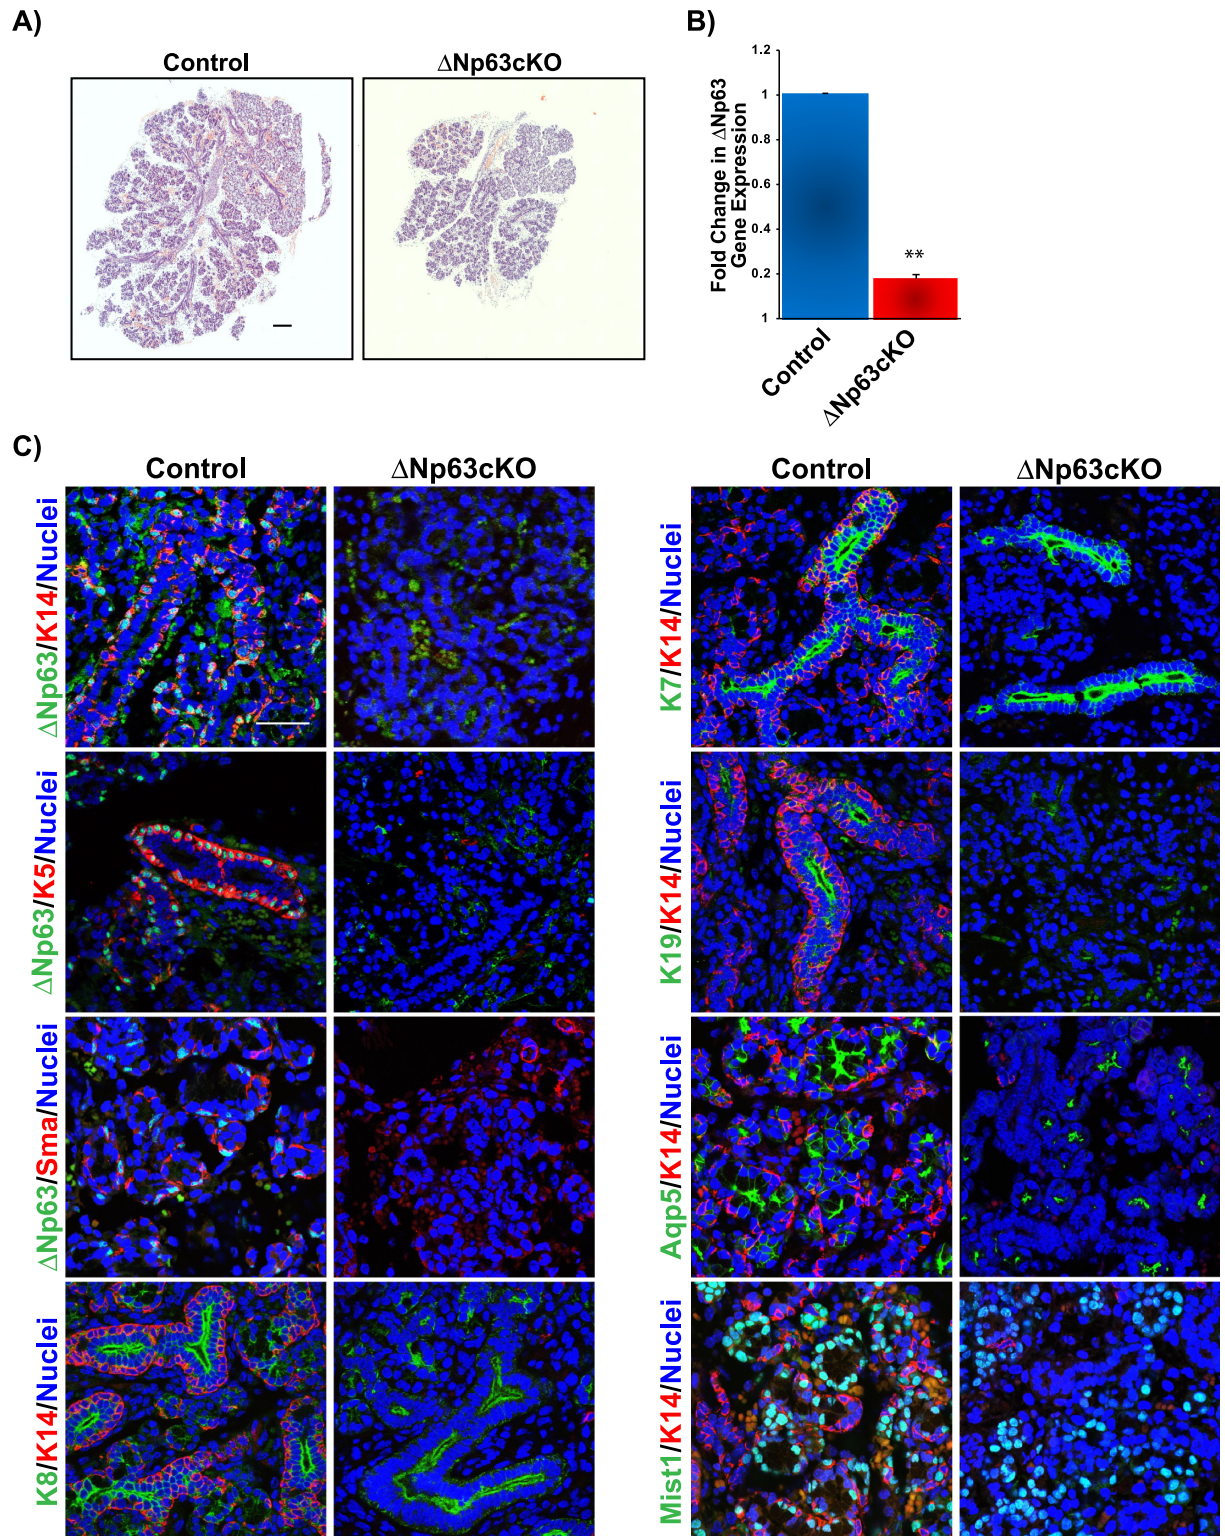 A)
Control
ΔNp63cKO
B)
Fold Change in ΔNp63
Gene Expression
1.2
1
0.8
0.6
0.4
0.2
1
**
Control
ΔNp63cKO
C)
Control
ΔNp63cKO
Control
ΔNp63cKO
ΔNp63/K14/Nuclei
K7/K14/Nuclei
ΔNp63/K5/Nuclei
K19/K14/Nuclei
ΔNp63/Sma/Nuclei
Aqp5/K14/Nuclei
K8/K14/Nuclei
Mist1/K14/Nuclei